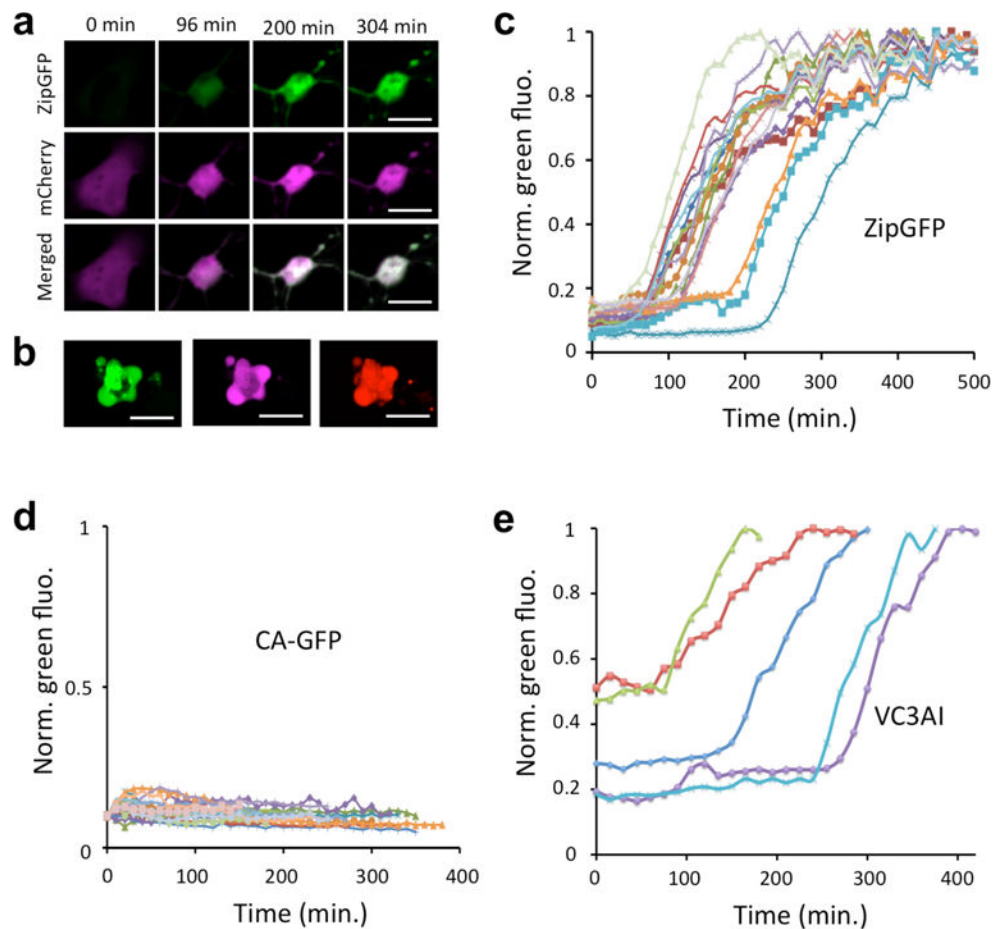 a
0 min 96 min 200 min 304 min
ZipGFP
mCherry
Merged
b
c
Norm. green fluo.
1
0.8
0.6
0.4
0.2
0
0 100 200 300 400 500
Time (min.)
ZipGFP
d
Norm. green fluo.
1
0.5
0
0 100 200 300 400
Time (min.)
CA-GFP
e
Norm. green fluo.
1
0.8
0.6
0.4
0.2
0
0 100 200 300 400
Time (min.)
VC3AI